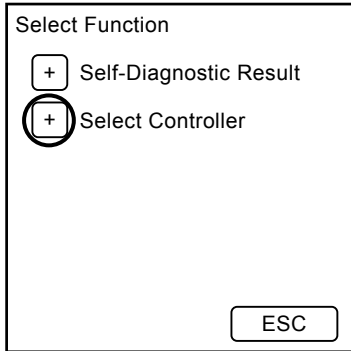 Select Function
+ Self-Diagnostic Result
+ Select Controller
ESC